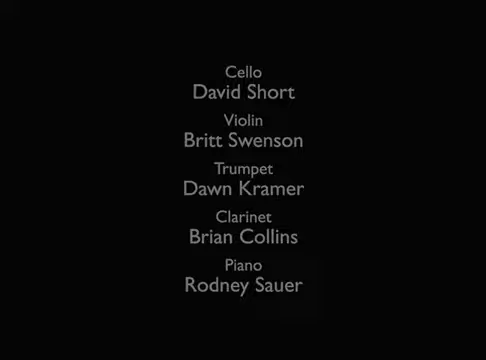 Cello
David Short
Violin
Britt Swenson
Trumpet
Dawn Kramer
Clarinet
Brian Collins
Piano
Rodney Sauer